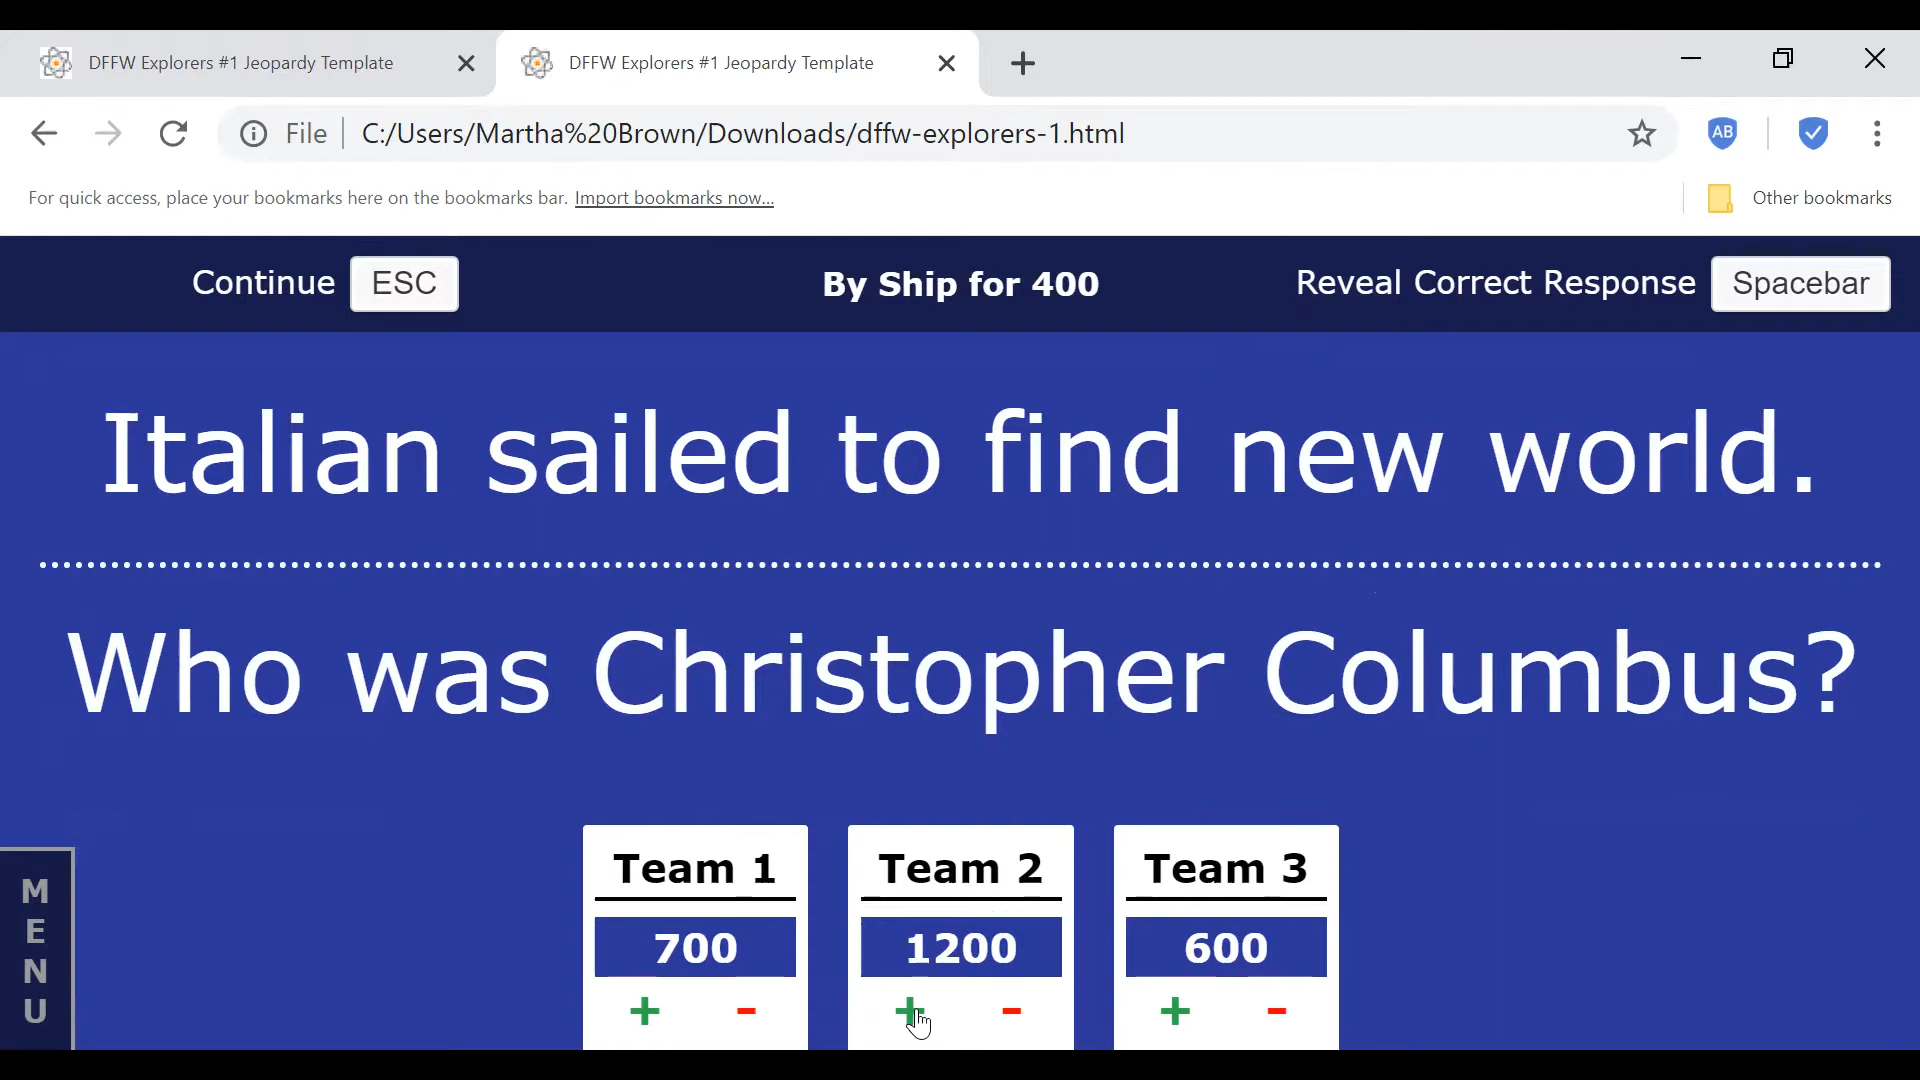 DFFW Explorers #1 Jeopardy Template
DFFW Explorers #1 Jeopardy Template
File
C:/Users/Martha%20Brown/Downloads/dffw-explorers-1.html
AB
For quick access, place your bookmarks here on the bookmarks bar. Import bookmarks now...
Other bookmarks
Continue ESC
By Ship for 400
Reveal Correct Response Spacebar
Italian sailed to find new world.
Who was Christopher Columbus?
MENU
Team 1
700
+ -
Team 2
1200
+ -
Team 3
600
+ -